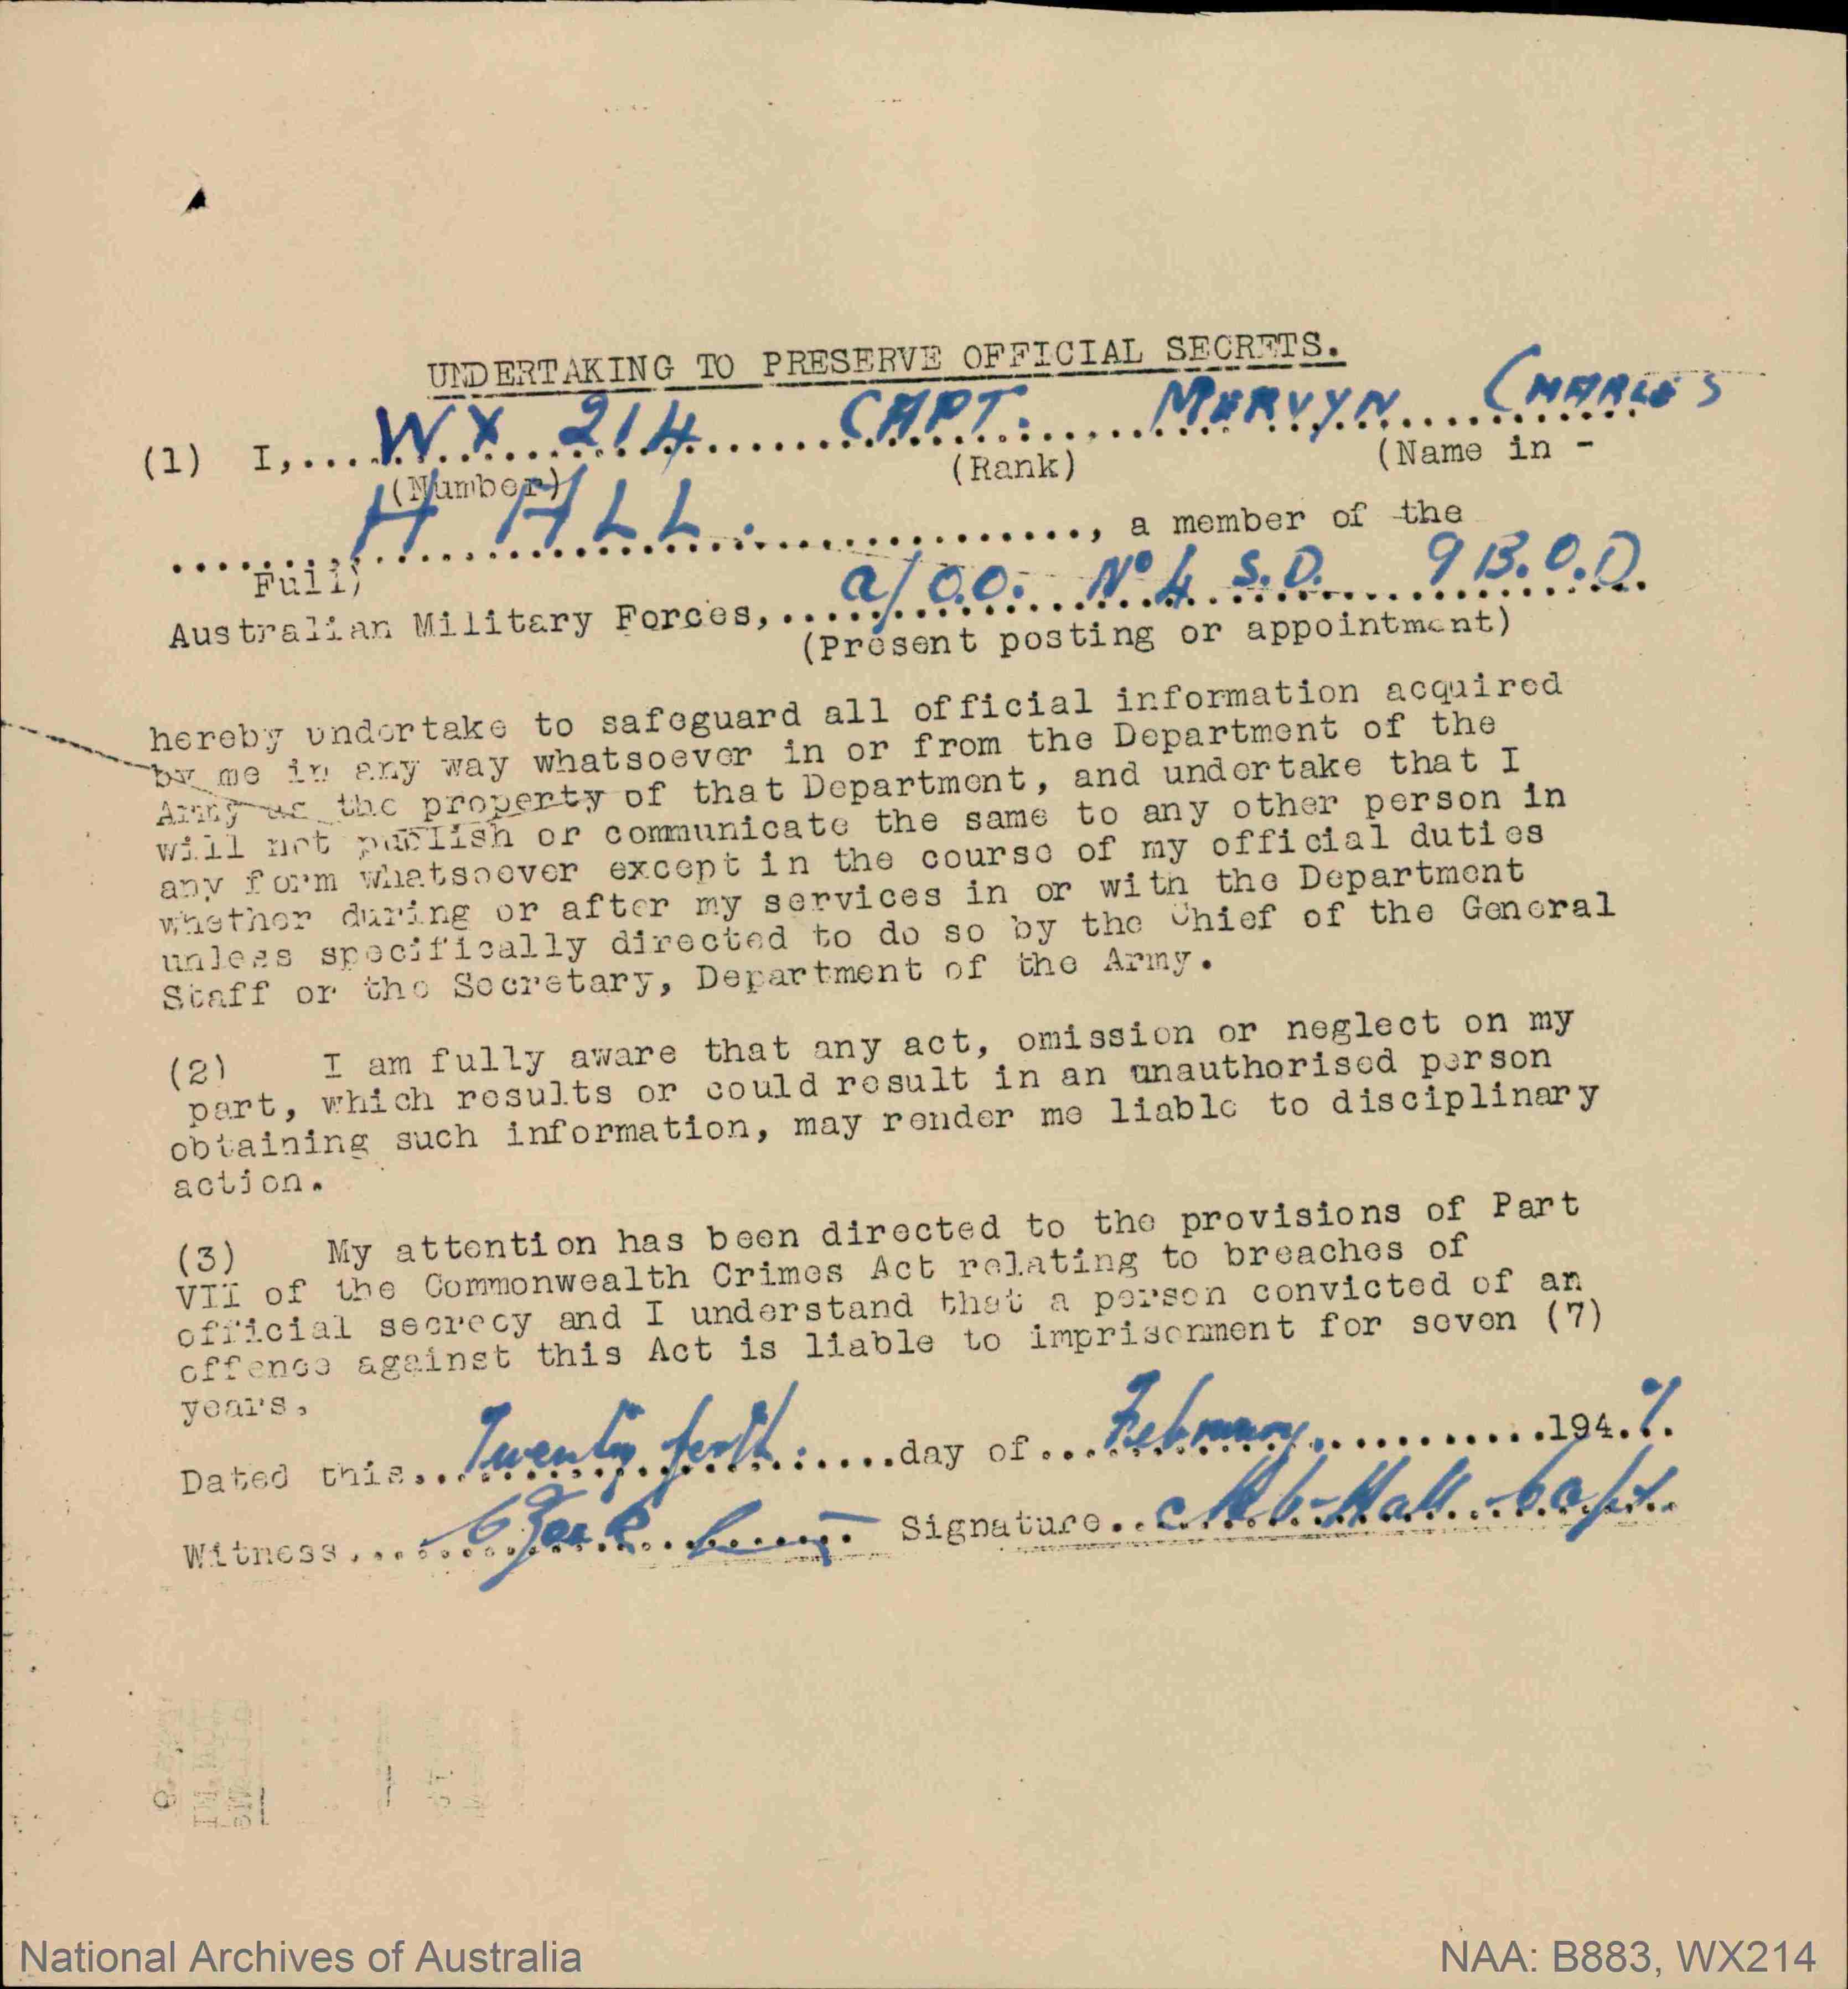 UNDERTAKING TO PRESERVE OFFICIAL SECRETS.
(1) I,....WX 214.......CAPT. MERVYN CHARLES
(Number) (Rank) (Name in -
HALL. ................., a member of the
Full)
Australian Military Forces,....a/O.O. No 4 S.D. 9 B.O.D.
(Present posting or appointment)
hereby undertake to safeguard all official information acquired
by me in any way whatsoever in or from the Department of the
Army as the property of that Department, and undertake that I
will not publish or communicate the same to any other person in
any form whatsoever except in the course of my official duties
whether during or after my services in or with the Department
unless specifically directed to do so by the Chief of the General
Staff or the Secretary, Department of the Army.
(2) I am fully aware that any act, omission or neglect on my
part, which results or could result in an unauthorised person
obtaining such information, may render me liable to disciplinary
action.
(3) My attention has been directed to the provisions of Part
VII of the Commonwealth Crimes Act relating to breaches of
official secrecy and I understand that a person convicted of an
offence against this Act is liable to imprisonment for seven (7)
years.
Dated this...Twenty .....day of...February............194.7.
Witness.... Signature..M C Hall Capt...
National Archives of Australia NAA: B883, WX214